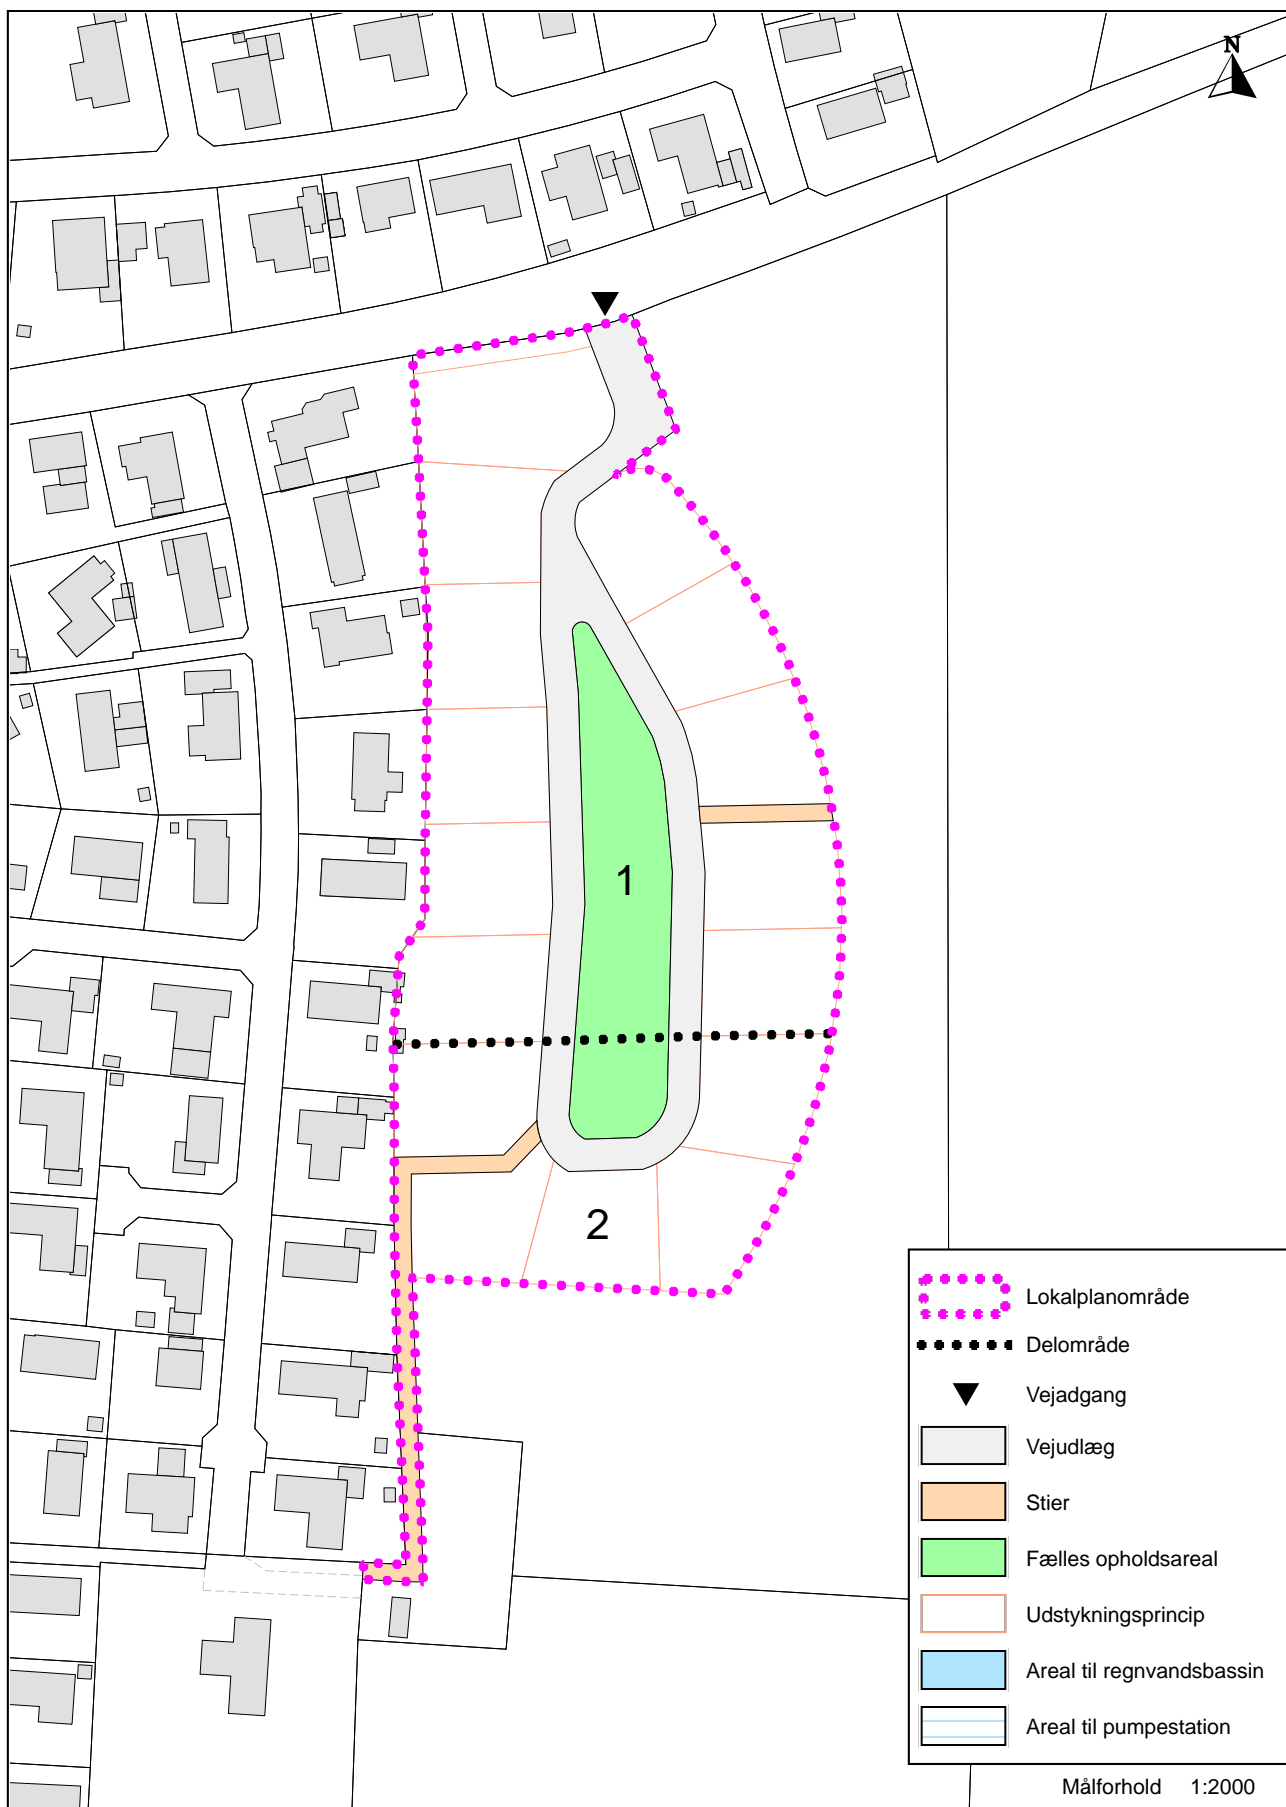 N
1
2
Lokalplanområde
Delområde
Vejadgang
Vejudlæg
Stier
Fælles opholdsareal
Udstykningsprincip
Areal til regnvandsbassin
Areal til pumpestation
Målforhold 1:2000